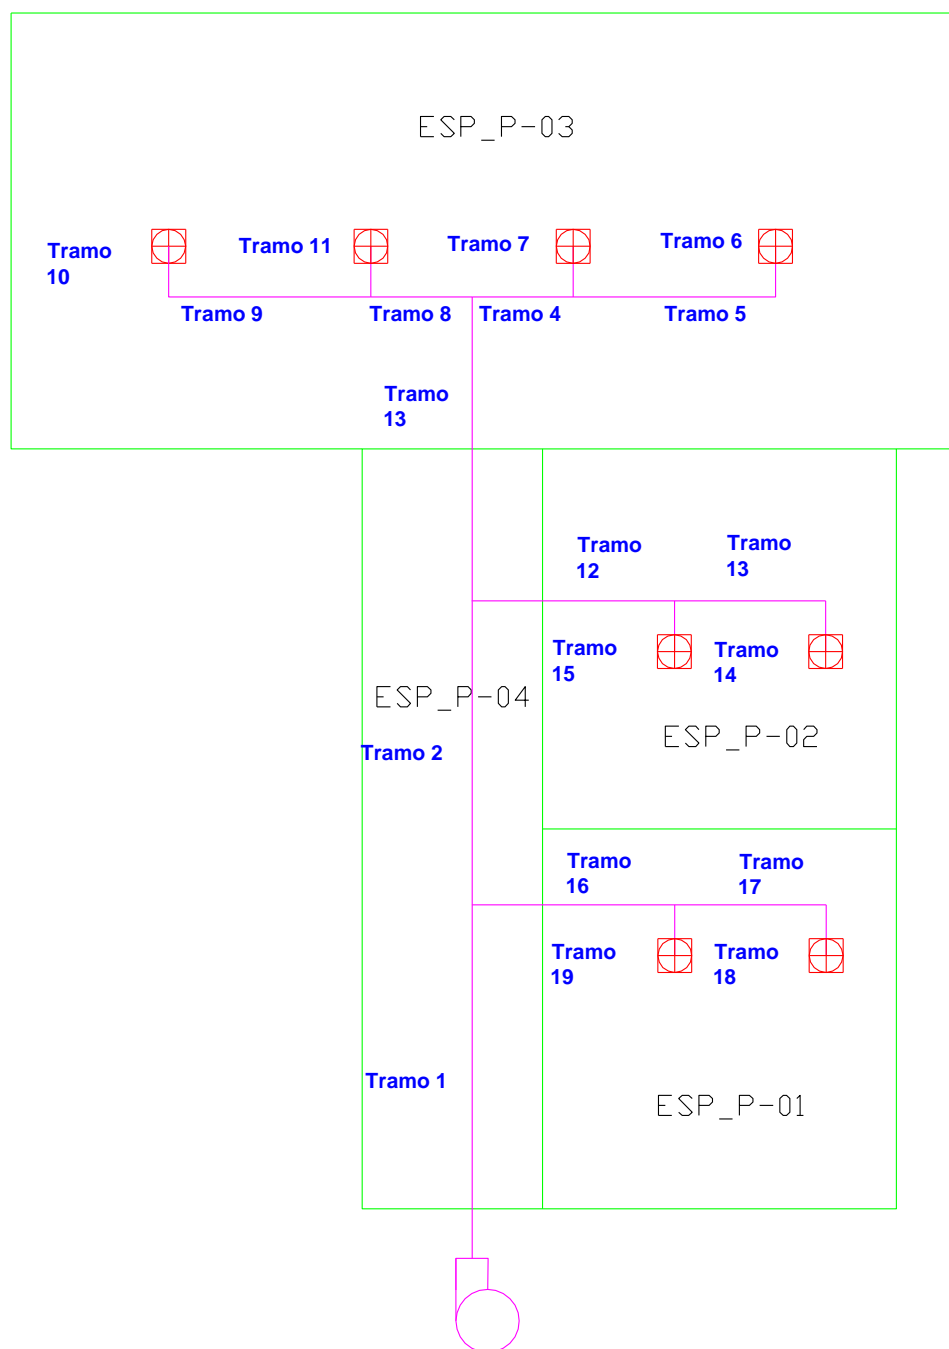 ESP_P-03
Tramo
10
Tramo 11
Tramo 7
Tramo 6
Tramo 9
Tramo 8
Tramo 4
Tramo 5
Tramo
13
Tramo
12
Tramo
13
Tramo
15
Tramo
14
ESP_P-04
ESP_P-02
Tramo 2
Tramo
16
Tramo
17
Tramo
19
Tramo
18
Tramo 1
ESP_P-01